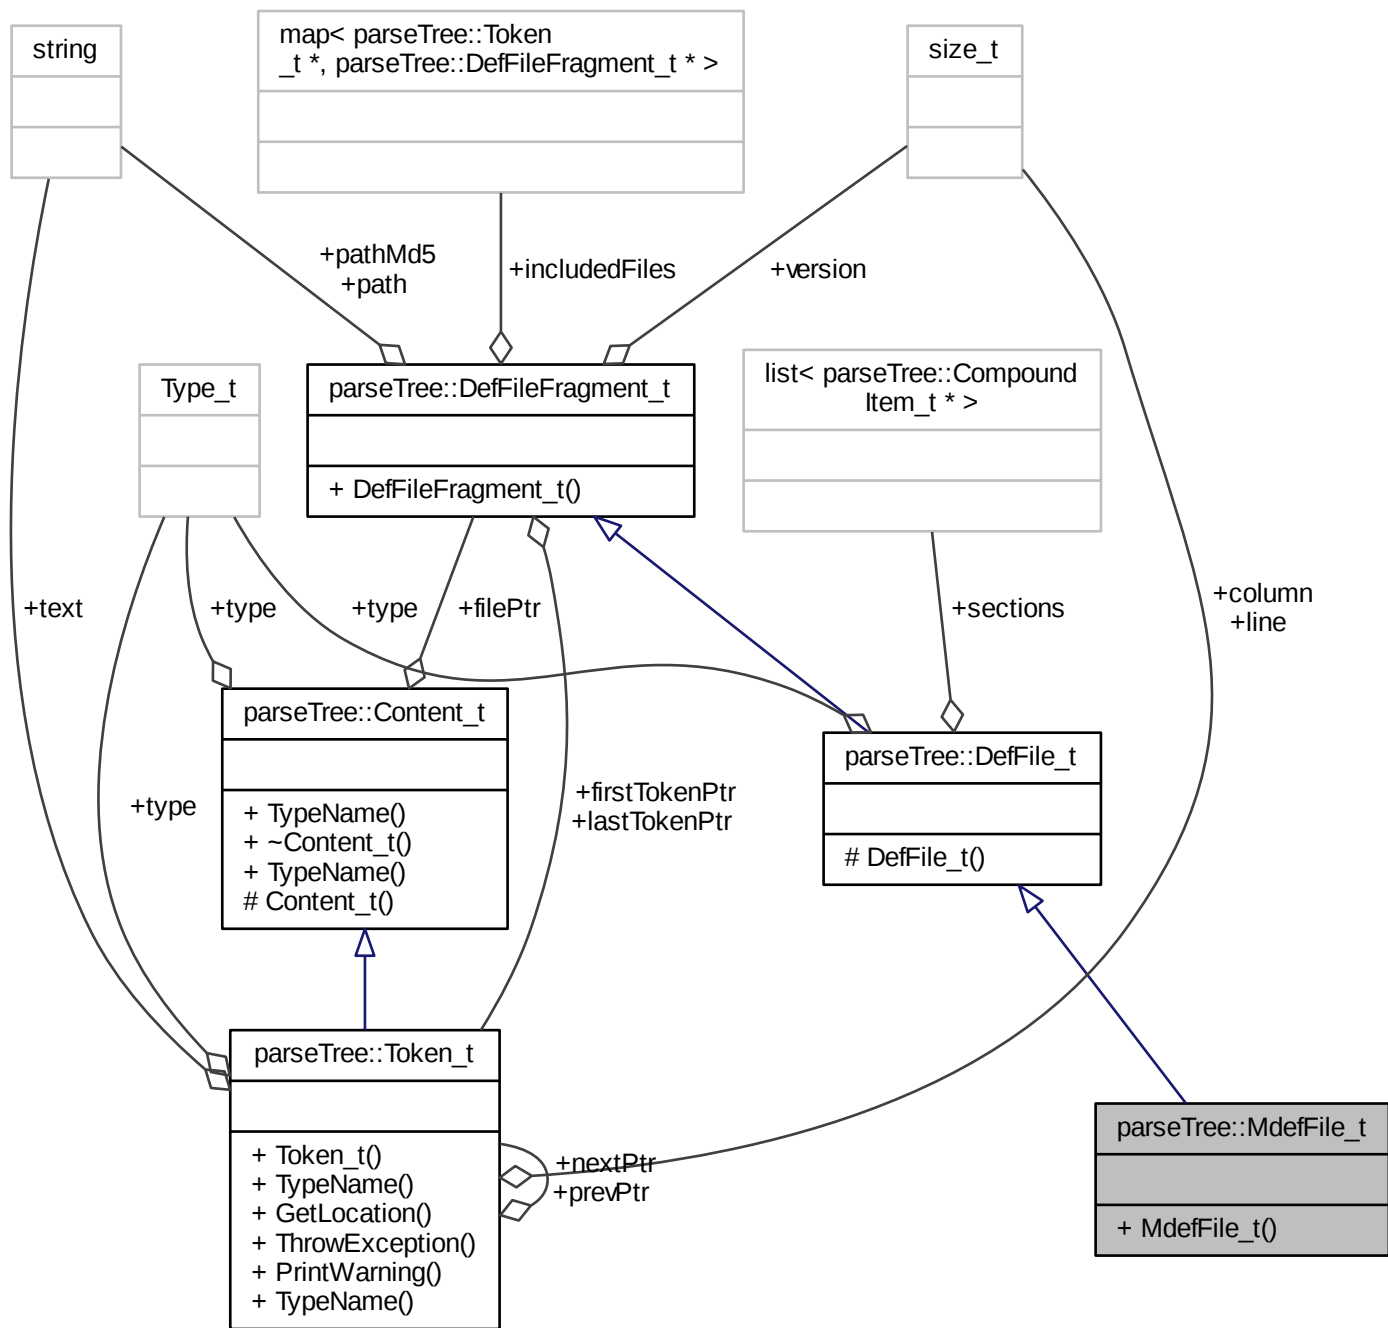 string
map< parseTree::Token
_t *, parseTree::DefFileFragment_t * >
size_t
+pathMd5
+path
+includedFiles
+version
Type_t
parseTree::DefFileFragment_t
+ DefFileFragment_t()
list< parseTree::Compound
Item_t * >
+text
+type
+type
+filePtr
+sections
+column
+line
parseTree::Content_t
+ TypeName()
+ ~Content_t()
+ TypeName()
# Content_t()
+type
+firstTokenPtr
+lastTokenPtr
parseTree::DefFile_t
# DefFile_t()
parseTree::Token_t
+ Token_t()
+ TypeName()
+ GetLocation()
+ ThrowException()
+ PrintWarning()
+ TypeName()
+nextPtr
+prevPtr
parseTree::MdefFile_t
+ MdefFile_t()